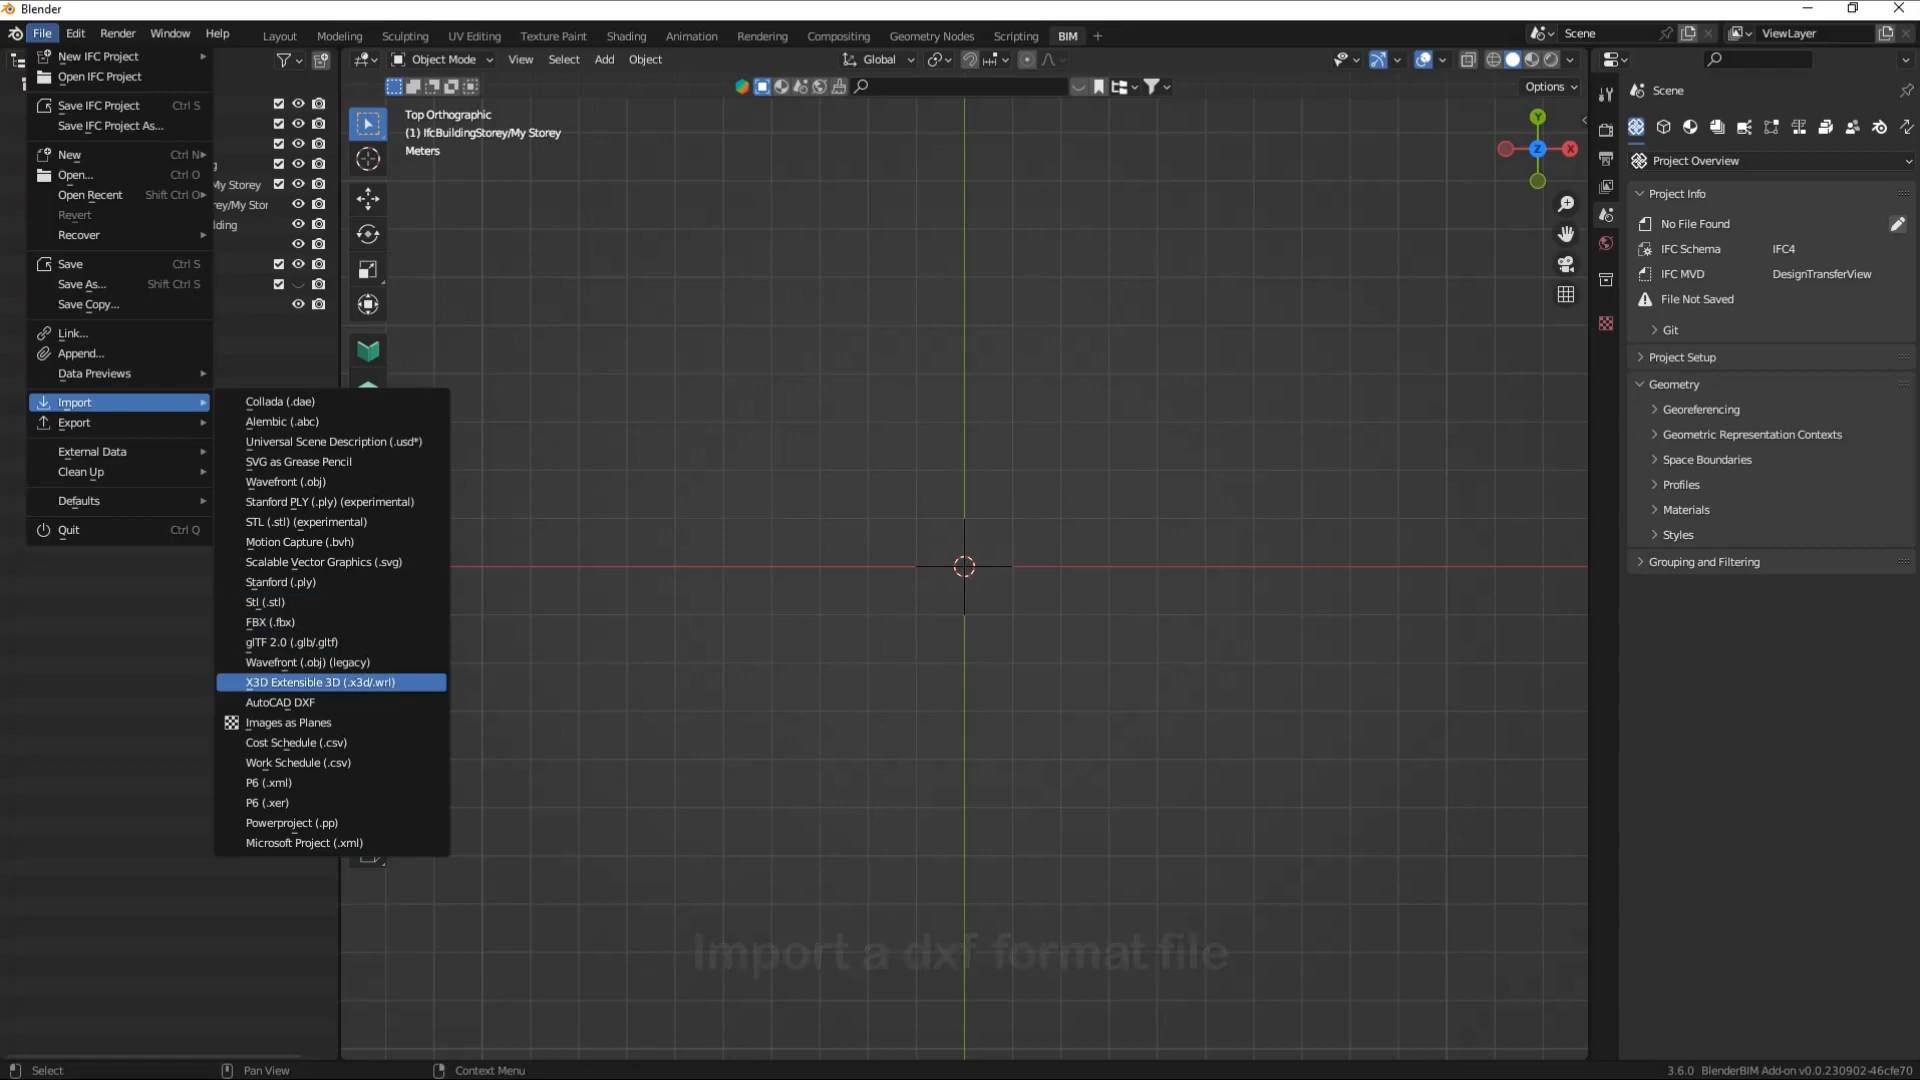 Blender
File Edit Render Window Help
Layout Modeling Sculpting UV Editing Texture Paint Shading Animation Rendering Compositing Geometry Nodes Scripting BIM
Scene
ViewLayer
New IFC Project
Open IFC Project
Save IFC Project Ctrl S
Save IFC Project As...
New Ctrl N
Open... Ctrl O
Open Recent Shift Ctrl O
Revert
Recover
Save Ctrl S
Save As... Shift Ctrl S
Save Copy...
Link...
Append...
Data Previews
Import
Export
External Data
Clean Up
Defaults
Quit Ctrl Q
My Storey
rey/My Stor
lding
Collada (.dae)
Alembic (.abc)
Universal Scene Description (.usd*)
SVG as Grease Pencil
Wavefront (.obj)
Stanford PLY (.ply) (experimental)
STL (.stl) (experimental)
Motion Capture (.bvh)
Scalable Vector Graphics (.svg)
Stanford (.ply)
Stl (.stl)
FBX (.fbx)
glTF 2.0 (.glb/.gltf)
Wavefront (.obj) (legacy)
X3D Extensible 3D (.x3d/.wrl)
AutoCAD DXF
Images as Planes
Cost Schedule (.csv)
Work Schedule (.csv)
P6 (.xml)
P6 (.xer)
Powerproject (.pp)
Microsoft Project (.xml)
Object Mode View Select Add Object
Global
Options
Top Orthographic
(1) IfcBuildingStorey/My Storey
Meters
Y
Z
X
Import a dxf format file
Scene
Project Overview
Project Info
No File Found
IFC Schema IFC4
IFC MVD DesignTransferView
File Not Saved
Git
Project Setup
Geometry
Georeferencing
Geometric Representation Contexts
Space Boundaries
Profiles
Materials
Styles
Grouping and Filtering
Select
Pan View
Context Menu
3.6.0 BlenderBIM Add-on v0.0.230902-46cfe70